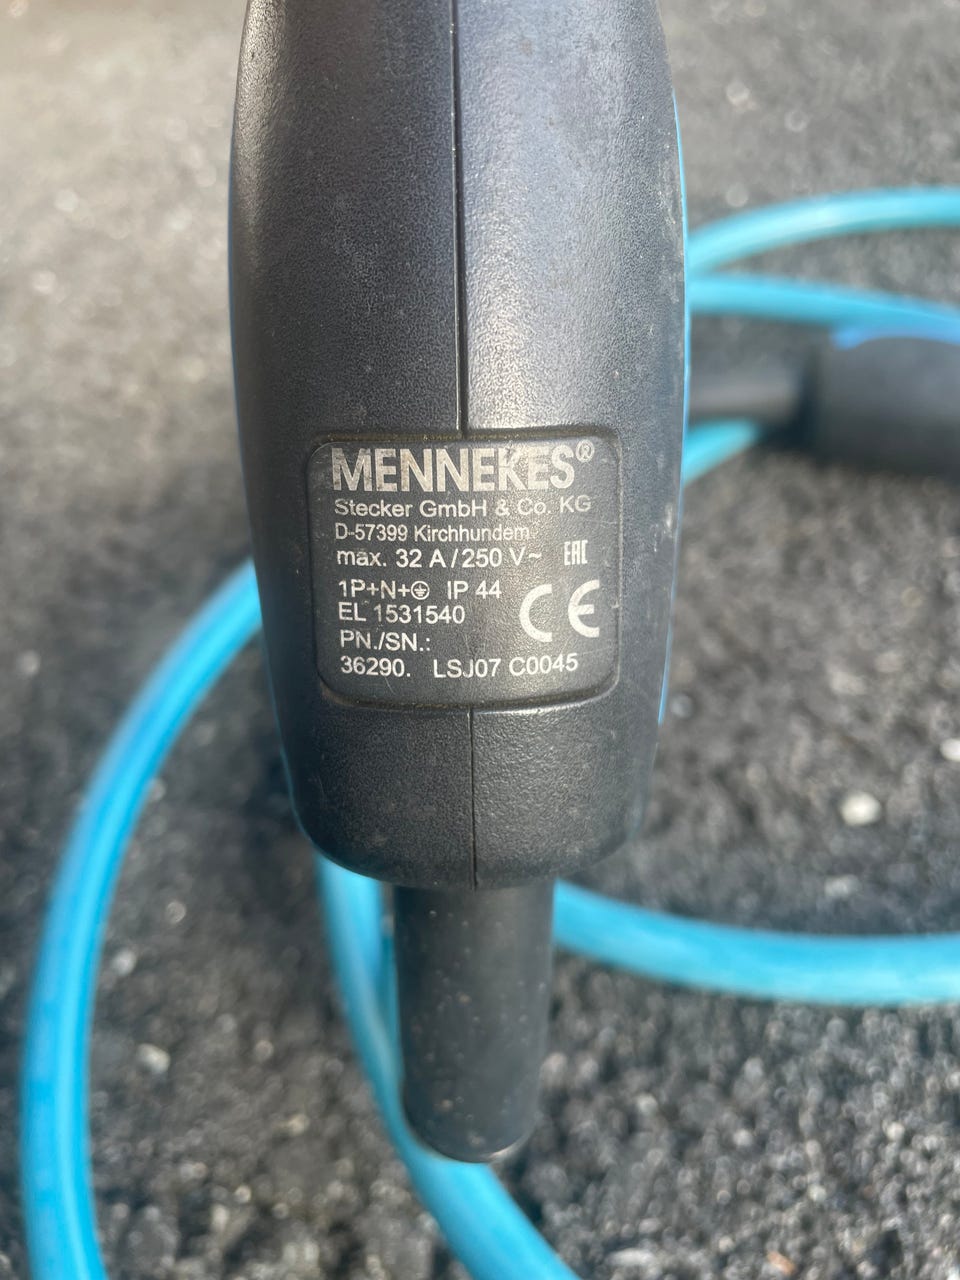 MENNEKES®
Stecker GmbH & Co. KG
D-57399 Kirchhundem
max. 32 A / 250 V~ EAC
1P+N+⏚ IP 44
EL 1531540
CE
PN./SN.:
36290. LSJ07 C0045